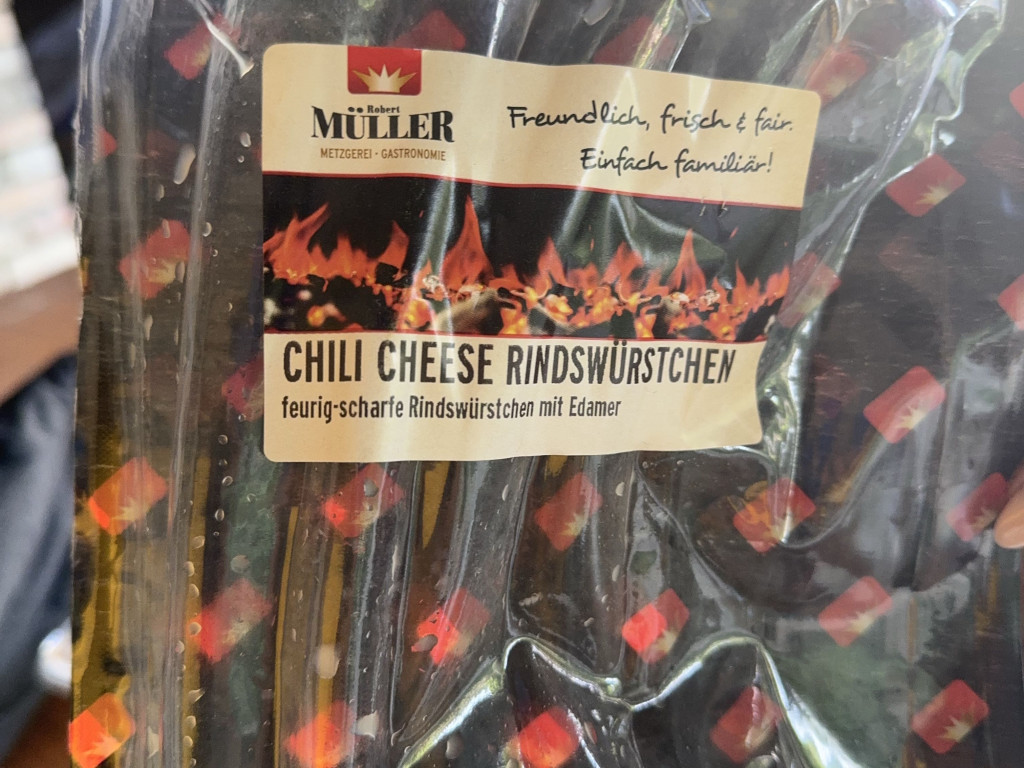 Robert
MÜLLER
METZGEREI · GASTRONOMIE
Freundlich, frisch & fair.
Einfach familiär!
CHILI CHEESE RINDSWÜRSTCHEN
feurig-scharfe Rindswürstchen mit Edamer